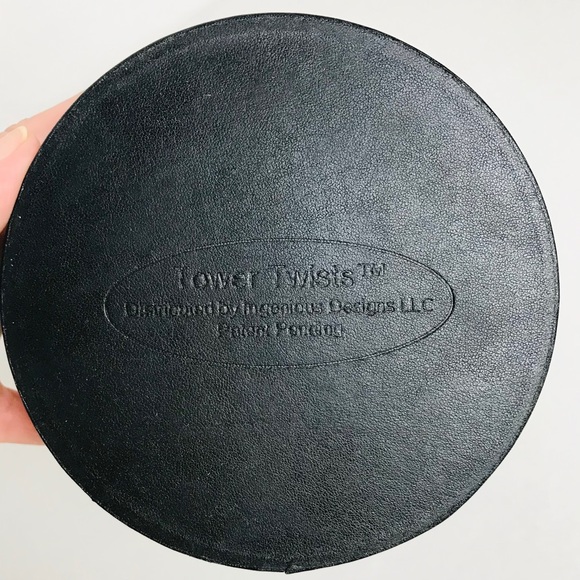 Tower Twists™
Distributed by Ingenious Designs LLC
Patent Pending